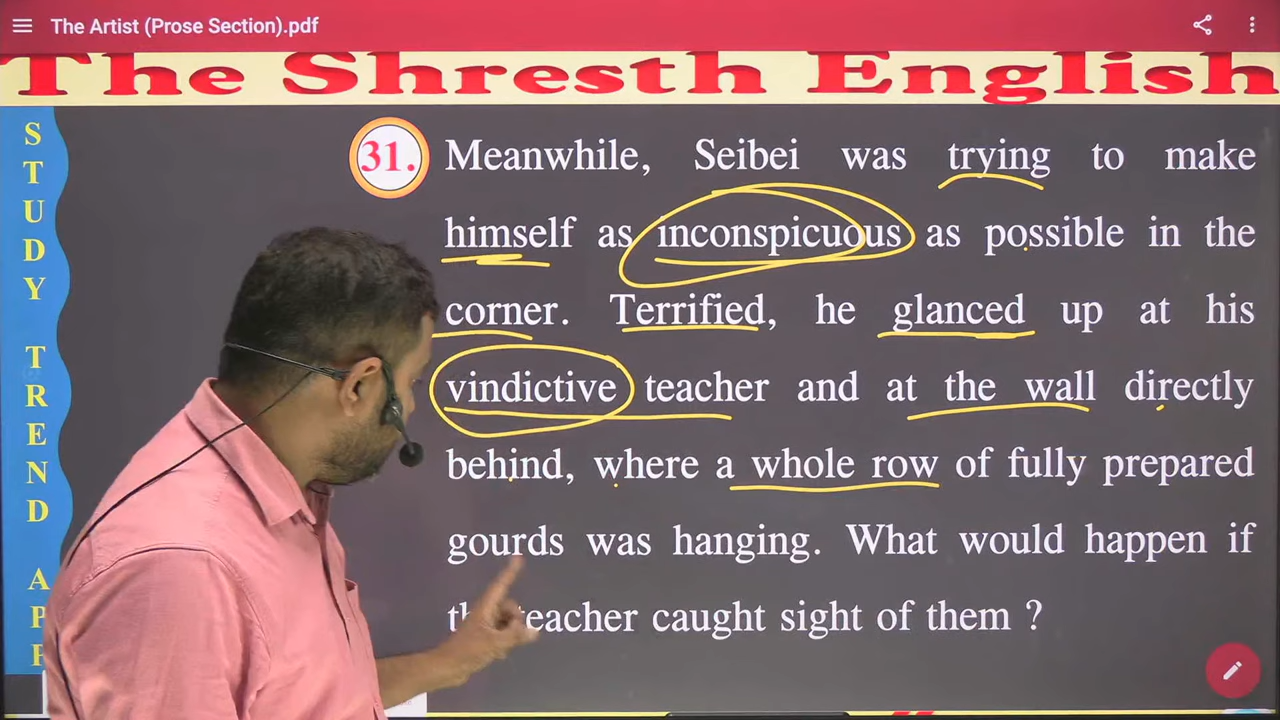 The Artist (Prose Section).pdf
The Shresth English
STUDY TREND AP
31. Meanwhile, Seibei was trying to make
himself as inconspicuous as possible in the
corner. Terrified, he glanced up at his
vindictive teacher and at the wall directly
behind, where a whole row of fully prepared
gourds was hanging. What would happen if
teacher caught sight of them ?